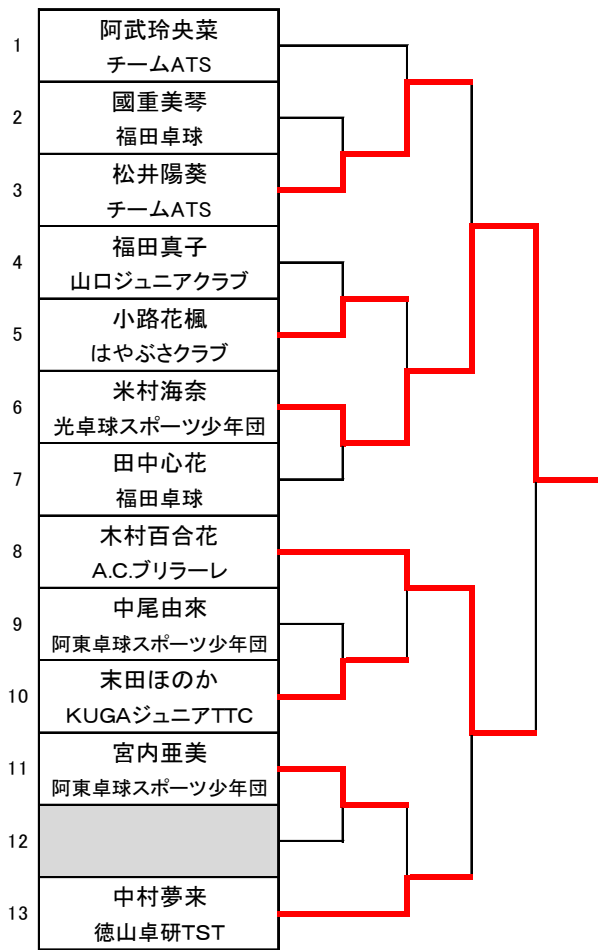 1
阿武玲央菜
チームATS
2
國重美琴
福田卓球
3
松井陽葵
チームATS
4
福田真子
山口ジュニアクラブ
5
小路花楓
はやぶさクラブ
6
米村海奈
光卓球スポーツ少年団
7
田中心花
福田卓球
8
木村百合花
A.C.ブリラーレ
9
中尾由來
阿東卓球スポーツ少年団
10
末田ほのか
KUGAジュニアTTC
11
宮内亜美
阿東卓球スポーツ少年団
12
13
中村夢来
徳山卓研TST